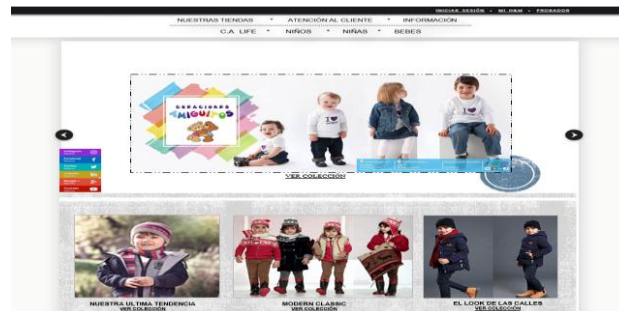 INICIAR SESIÓN - MI H&M - PROBADOR
NUESTRAS TIENDAS * ATENCIÓN AL CLIENTE * INFORMACIÓN
C.A LIFE * NIÑOS * NIÑAS * BEBES
CREACIONES
AMIGUITOS
I
I
VER COLECCIÓN
NUESTRA ULTIMA TENDENCIA
VER COLECCIÓN
MODERN CLASSIC
VER COLECCIÓN
EL LOOK DE LAS CALLES
VER COLECCIÓN